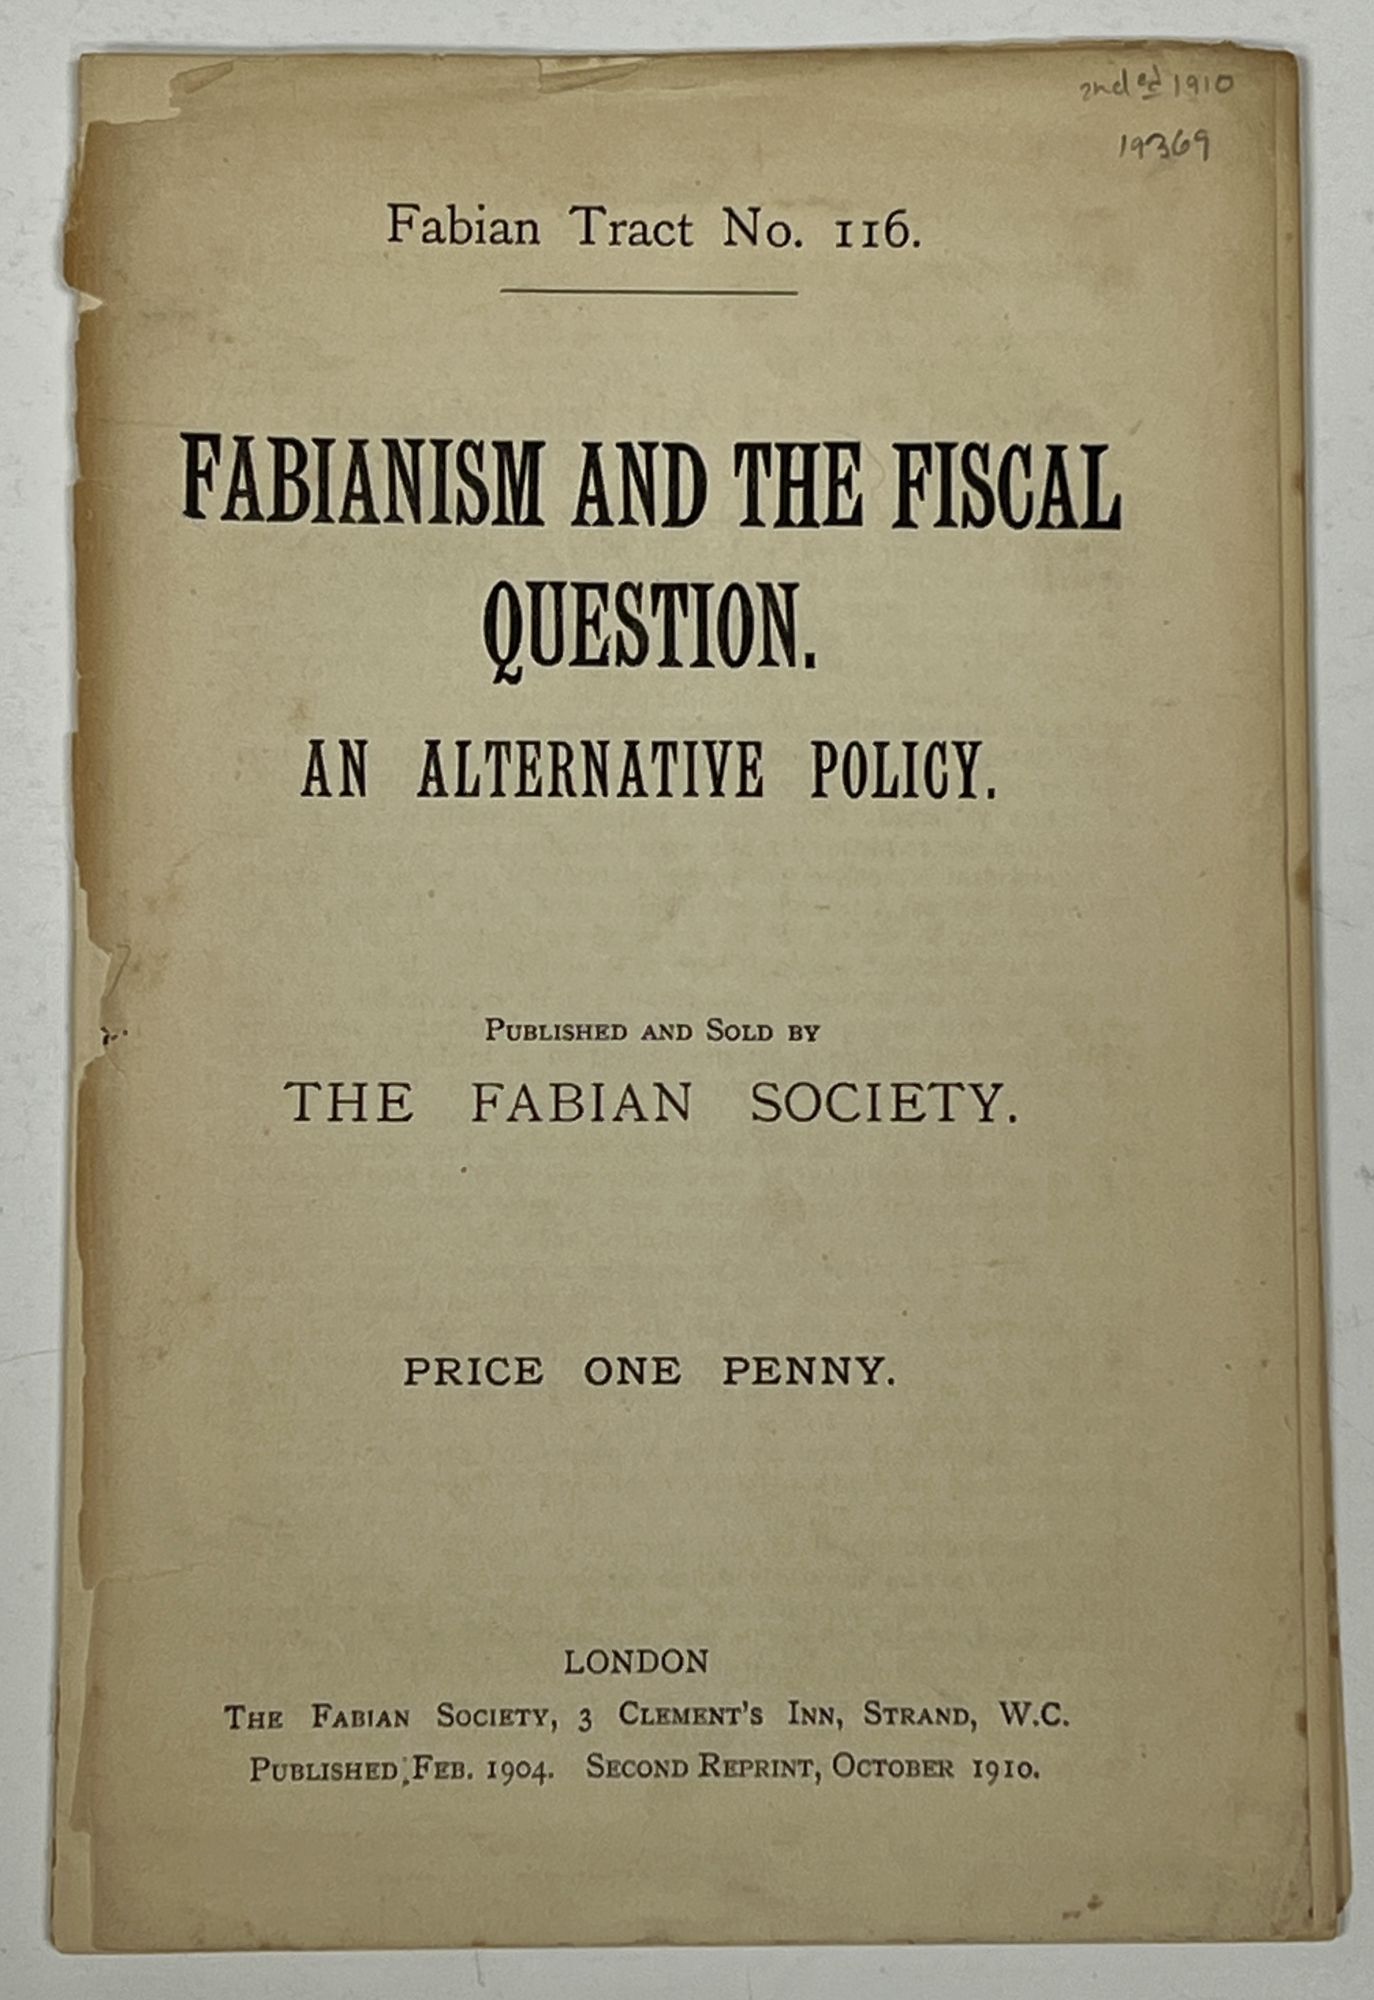 2nd ed 1910
19369
Fabian Tract No. 116.
FABIANISM AND THE FISCAL
QUESTION.
AN ALTERNATIVE POLICY.
PUBLISHED AND SOLD BY
THE FABIAN SOCIETY.
PRICE ONE PENNY.
LONDON
THE FABIAN SOCIETY, 3 CLEMENT'S INN, STRAND, W.C.
PUBLISHED FEB. 1904. SECOND REPRINT, OCTOBER 1910.